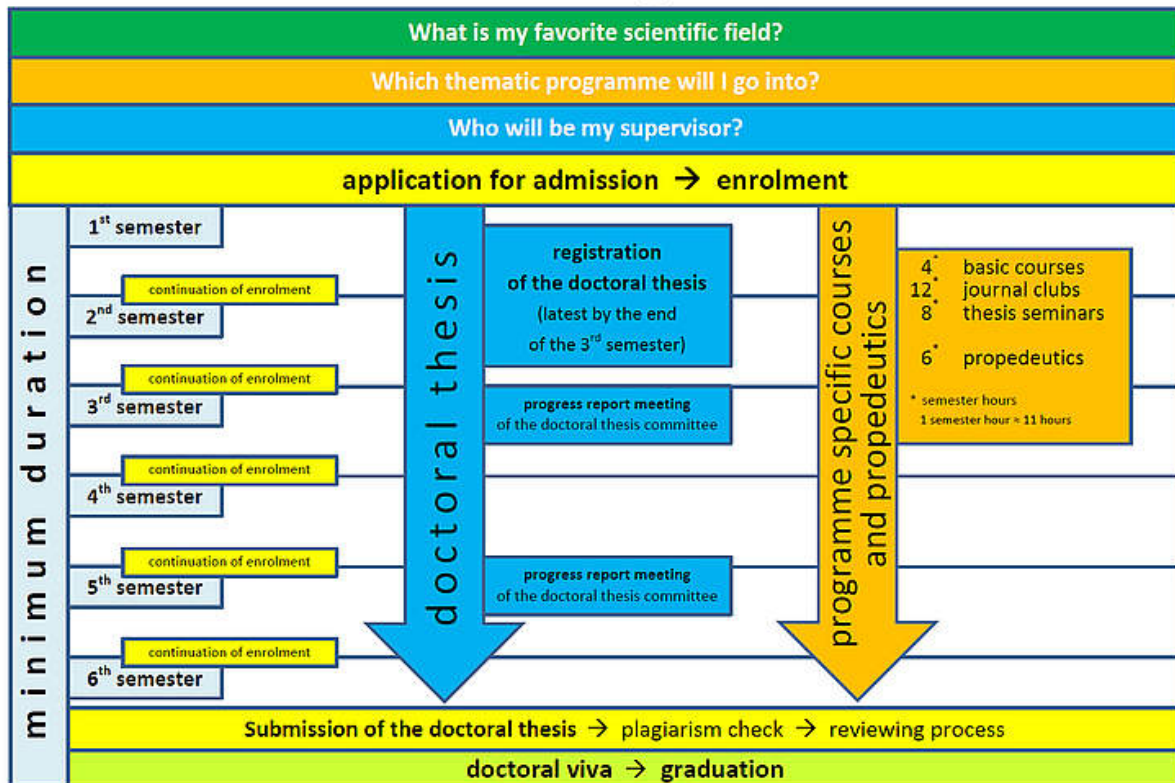 What is my favorite scientific field?
Which thematic programme will I go into?
Who will be my supervisor?
application for admission → enrolment
minimum duration
1st semester
continuation of enrolment
2nd semester
continuation of enrolment
3rd semester
continuation of enrolment
4th semester
continuation of enrolment
5th semester
continuation of enrolment
6th semester
doctoral thesis
registration
of the doctoral thesis
(latest by the end
of the 3rd semester)
progress report meeting
of the doctoral thesis committee
progress report meeting
of the doctoral thesis committee
programme specific courses
and propedeutics
4* basic courses
12* journal clubs
8* thesis seminars
6* propedeutics
* semester hours
1 semester hour ≈ 11 hours
Submission of the doctoral thesis → plagiarism check → reviewing process
doctoral viva → graduation